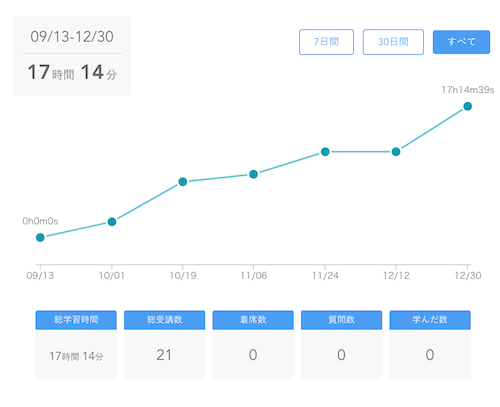 09/13-12/30
17時間 14分
7日間
30日間
すべて
17h14m39s
0h0m0s
09/13 10/01 10/19 11/06 11/24 12/12 12/30
総学習時間 総受講数 着席数 質問数 学んだ数
17時間 14分 21 0 0 0